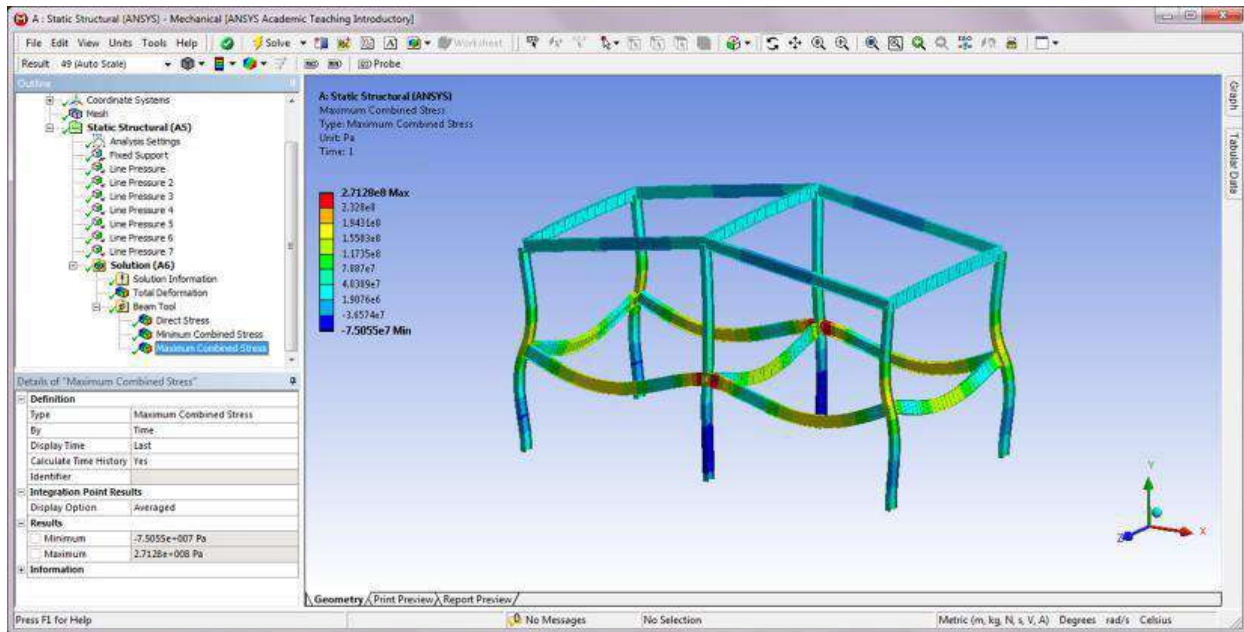 A : Static Structural (ANSYS) - Mechanical [ANSYS Academic Teaching Introductory]
File Edit View Units Tools Help Solve Worksheet
Result 49 (Auto Scale) Probe
Outline
Coordinate Systems
Mesh
Static Structural (A5)
Analysis Settings
Fixed Support
Line Pressure
Line Pressure 2
Line Pressure 3
Line Pressure 4
Line Pressure 5
Line Pressure 6
Line Pressure 7
Solution (A6)
Solution Information
Total Deformation
Beam Tool
Direct Stress
Minimum Combined Stress
Maximum Combined Stress
Details of "Maximum Combined Stress"
Definition
Type Maximum Combined Stress
By Time
Display Time Last
Calculate Time History Yes
Identifier
Integration Point Results
Display Option Averaged
Results
Minimum -7.5055e+007 Pa
Maximum 2.7128e+008 Pa
Information
A: Static Structural (ANSYS)
Maximum Combined Stress
Type: Maximum Combined Stress
Unit: Pa
Time: 1
2.7128e8 Max
2.328e8
1.9431e8
1.5583e8
1.1735e8
7.887e7
4.0389e7
1.9076e6
-3.6574e7
-7.5055e7 Min
Y
X
Z
Geometry Print Preview Report Preview
Graph
Tabular Data
Press F1 for Help No Messages No Selection Metric (m, kg, N, s, V, A) Degrees rad/s Celsius